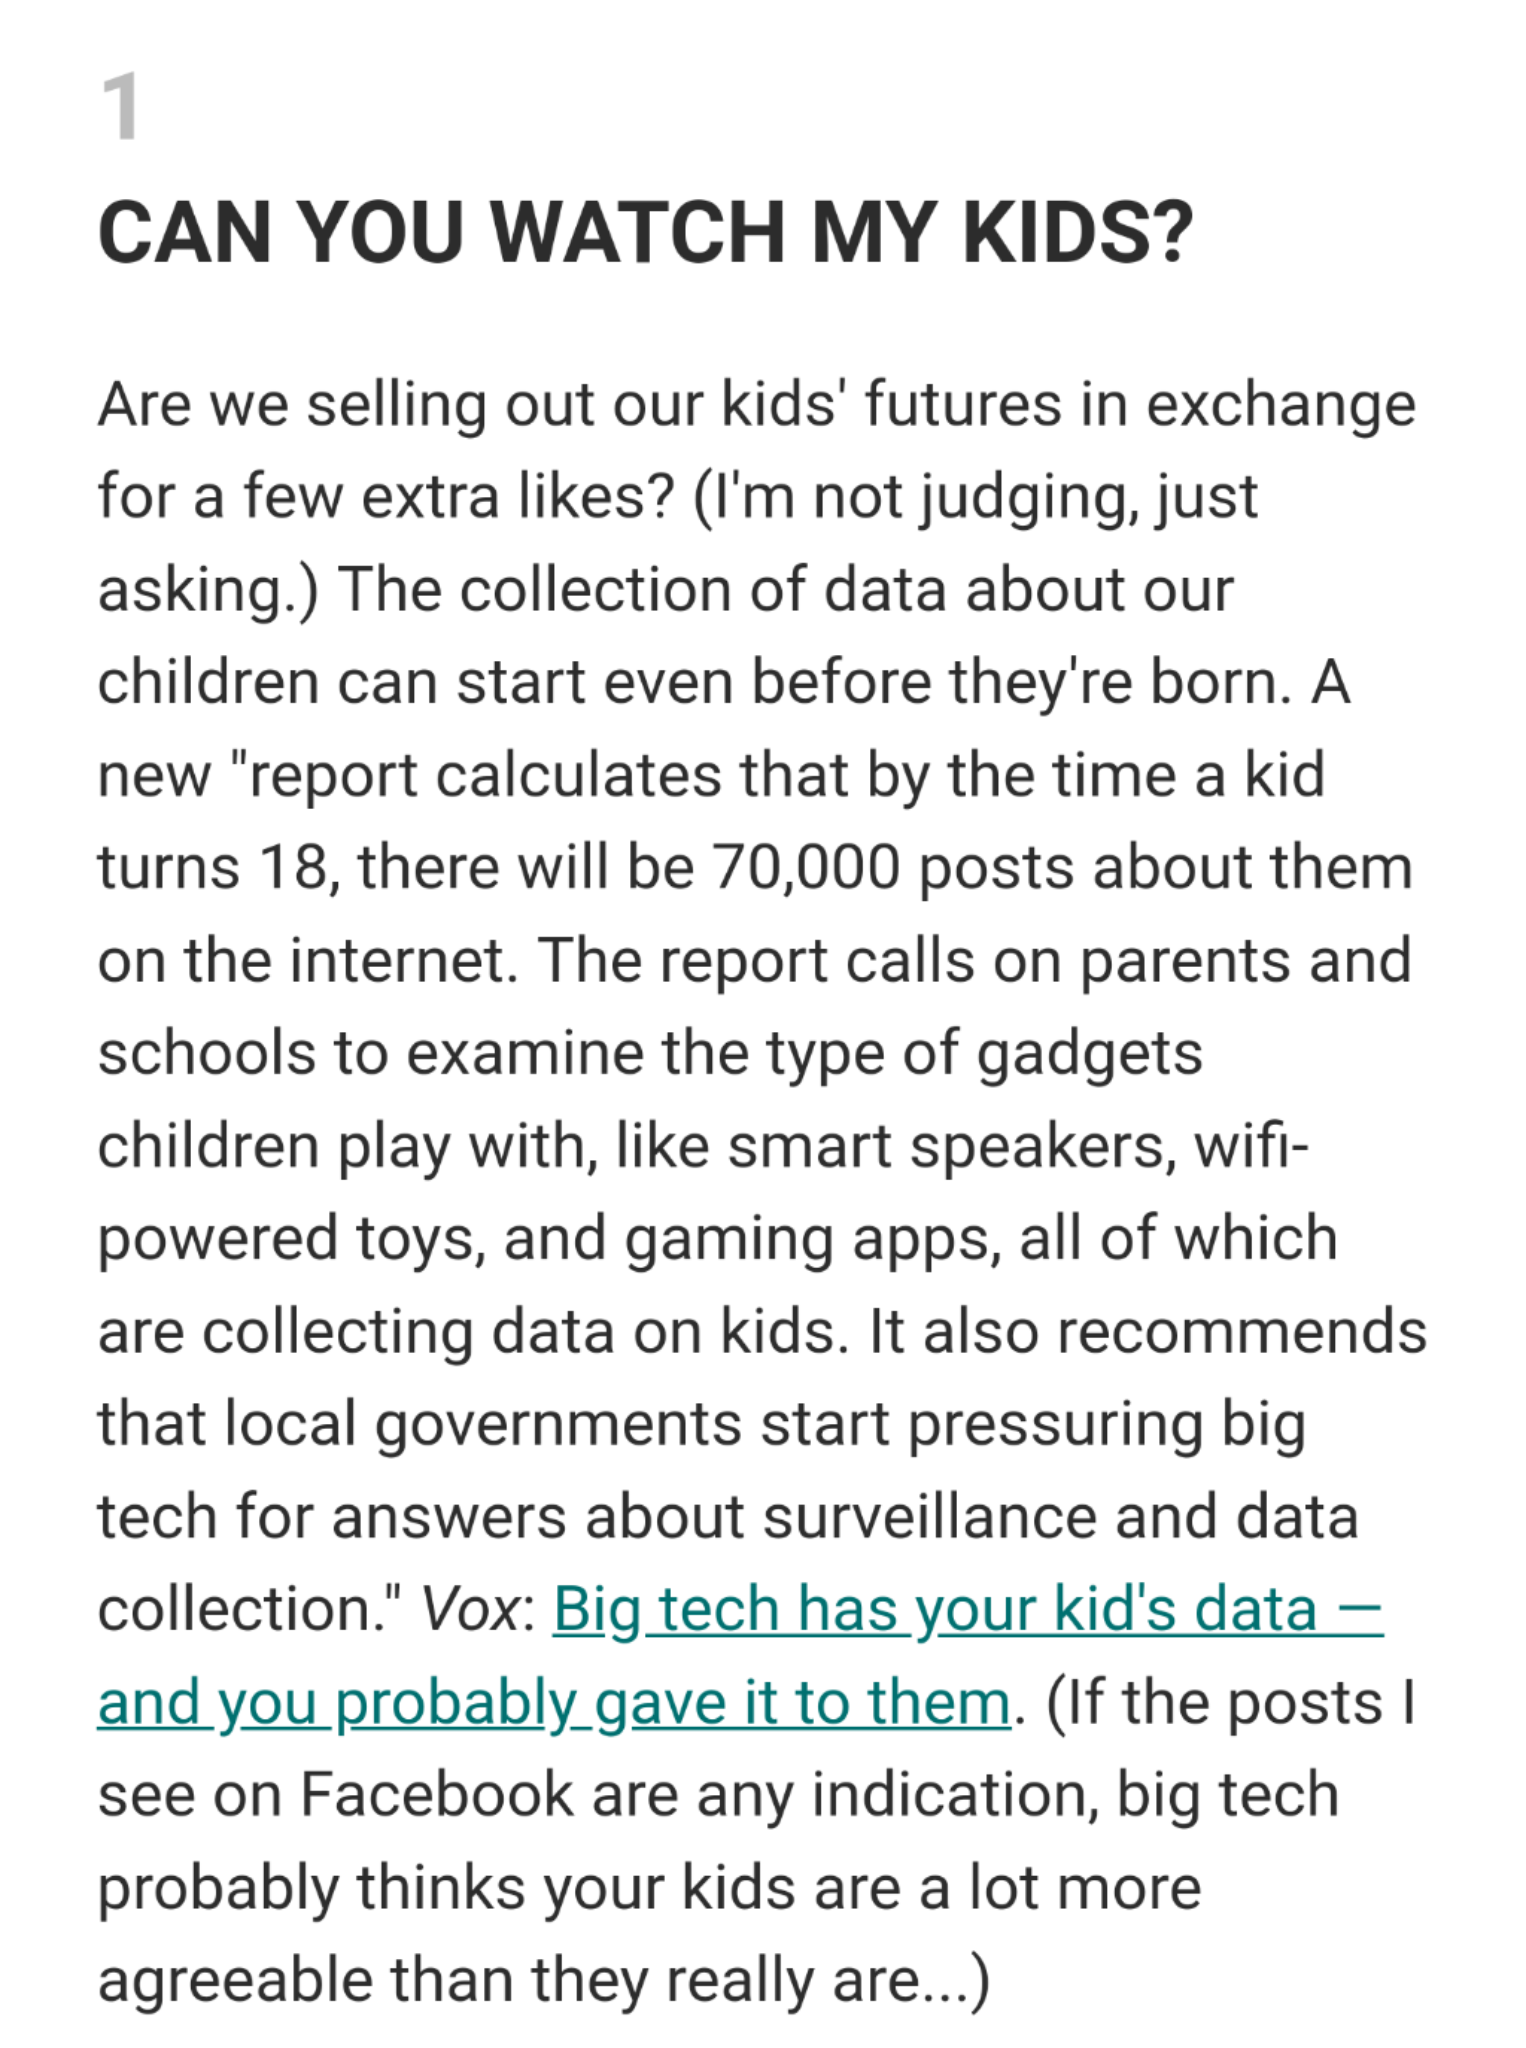 1
CAN YOU WATCH MY KIDS?
Are we selling out our kids' futures in exchange
for a few extra likes? (I'm not judging, just
asking.) The collection of data about our
children can start even before they're born. A
new "report calculates that by the time a kid
turns 18, there will be 70,000 posts about them
on the internet. The report calls on parents and
schools to examine the type of gadgets
children play with, like smart speakers, wifi-
powered toys, and gaming apps, all of which
are collecting data on kids. It also recommends
that local governments start pressuring big
tech for answers about surveillance and data
collection." Vox: Big tech has your kid's data —
and you probably gave it to them. (If the posts I
see on Facebook are any indication, big tech
probably thinks your kids are a lot more
agreeable than they really are...)